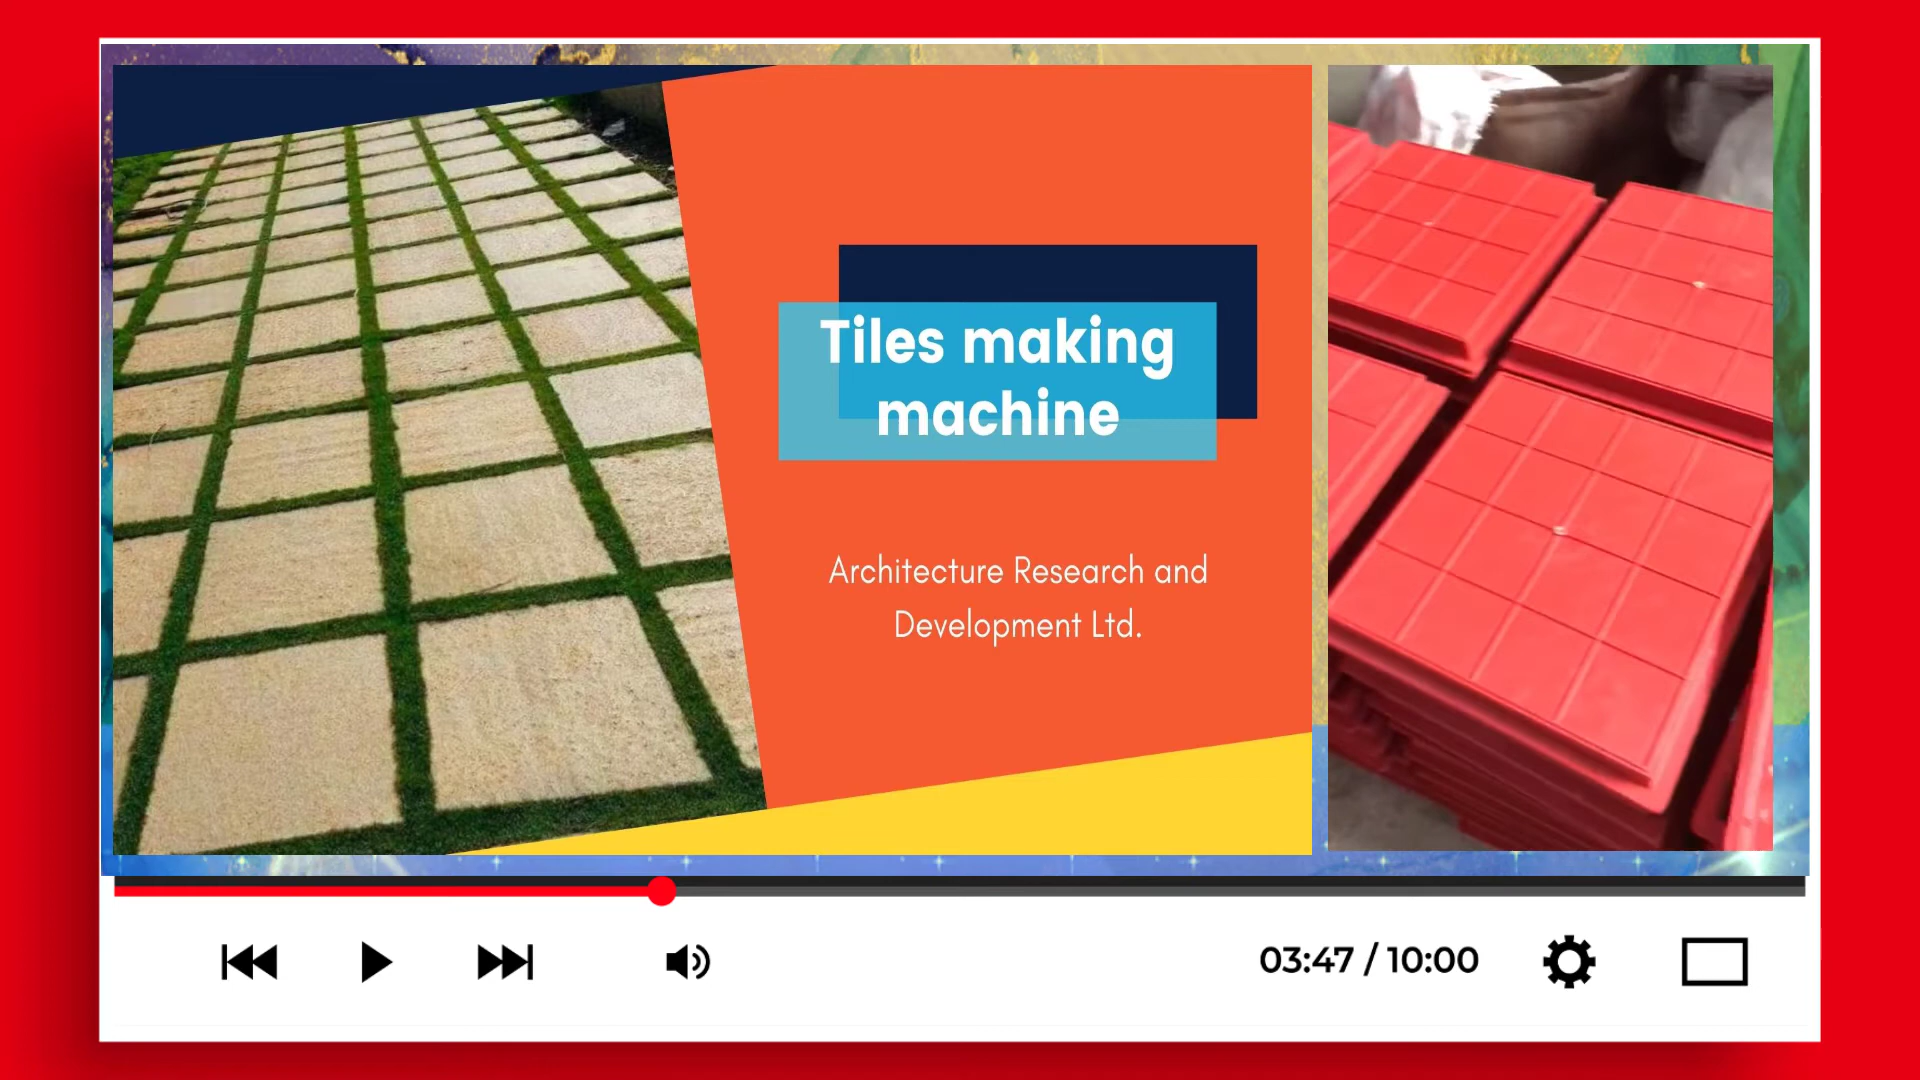 Tiles making
machine
Architecture Research and
Development Ltd.
03:47 / 10:00